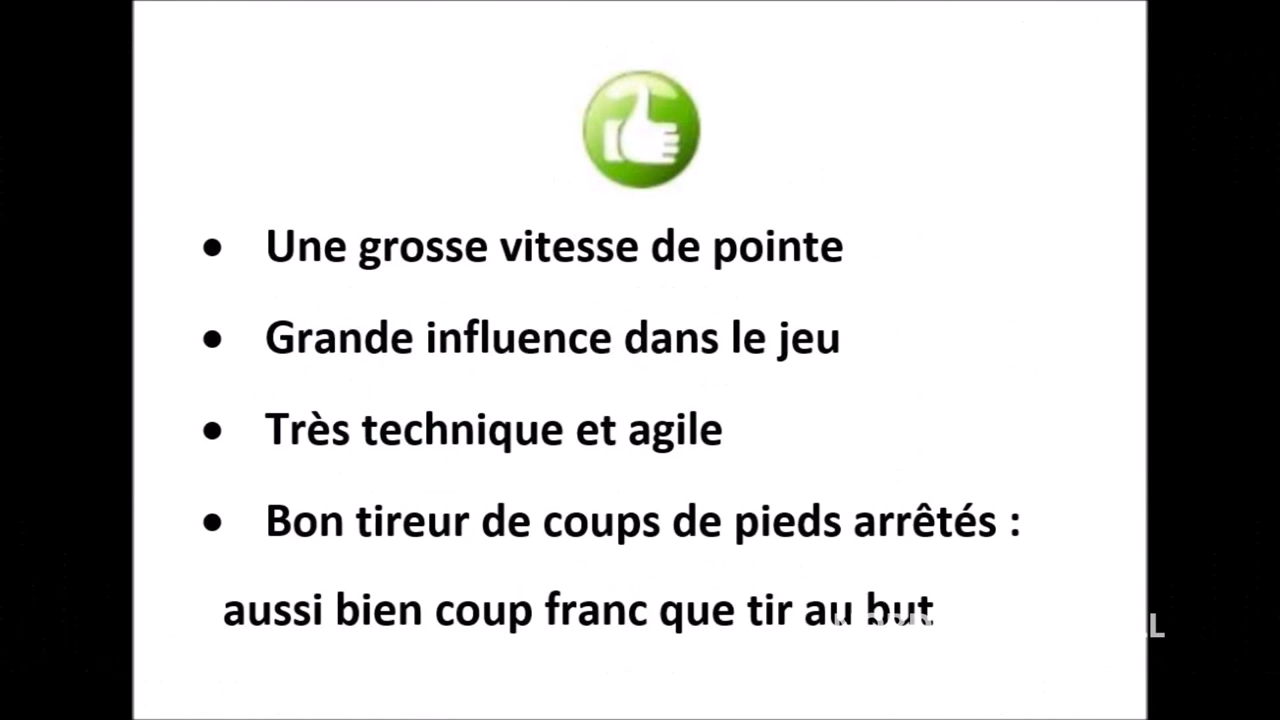 • Une grosse vitesse de pointe
• Grande influence dans le jeu
• Très technique et agile
• Bon tireur de coups de pieds arrêtés :
aussi bien coup franc que tir au but